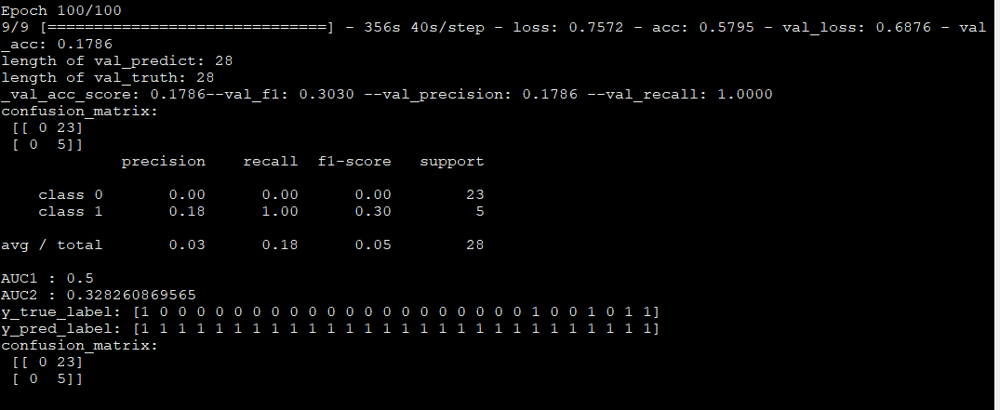 Epoch 100/100
9/9 [==============================] - 356s 40s/step - loss: 0.7572 - acc: 0.5795 - val_loss: 0.6876 - val
_acc: 0.1786
length of val_predict: 28
length of val_truth: 28
_val_acc_score: 0.1786--val_f1: 0.3030 --val_precision: 0.1786 --val_recall: 1.0000
confusion_matrix:
[[ 0 23]
[ 0 5]]
precision recall f1-score support
class 0 0.00 0.00 0.00 23
class 1 0.18 1.00 0.30 5
avg / total 0.03 0.18 0.05 28
AUC1 : 0.5
AUC2 : 0.328260869565
y_true_label: [1 0 0 0 0 0 0 0 0 0 0 0 0 0 0 0 0 0 0 0 0 1 0 0 1 0 1 1]
y_pred_label: [1 1 1 1 1 1 1 1 1 1 1 1 1 1 1 1 1 1 1 1 1 1 1 1 1 1 1 1]
confusion_matrix:
[[ 0 23]
[ 0 5]]